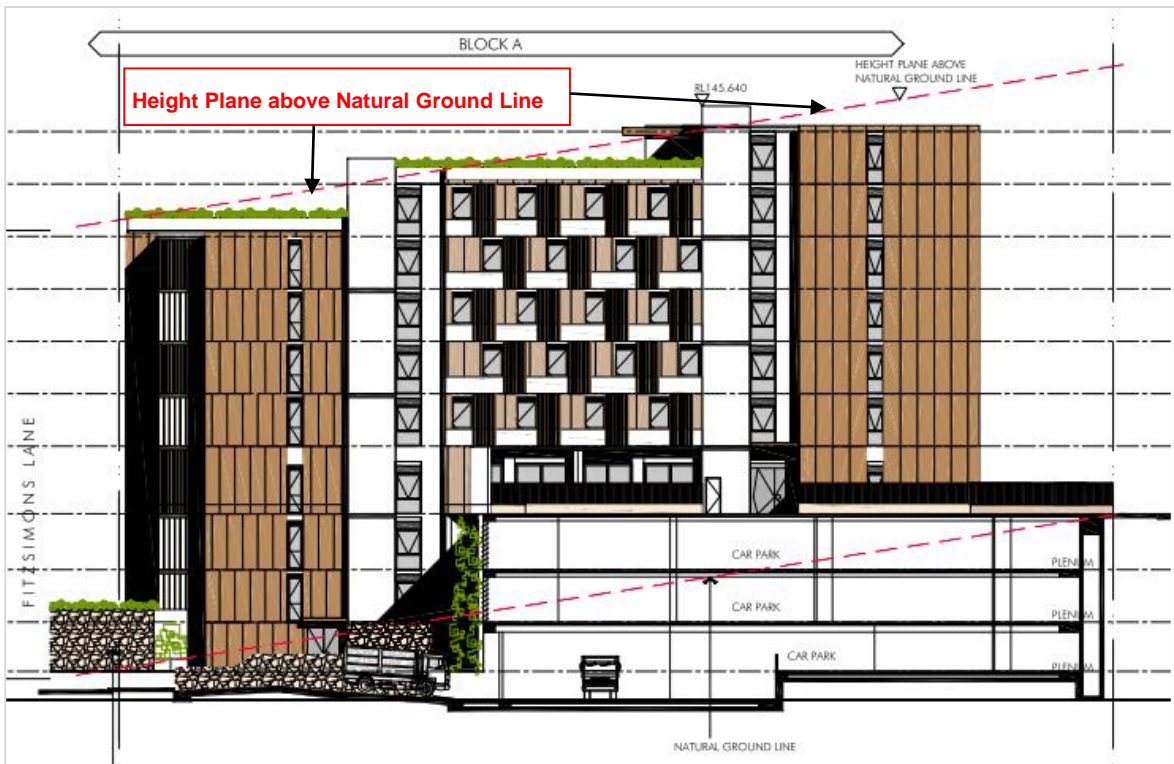 BLOCK A
HEIGHT PLANE ABOVE
NATURAL GROUND LINE
Height Plane above Natural Ground Line
RL145.640
FITZSIMONS LANE
CAR PARK
PLENUM
CAR PARK
PLENUM
CAR PARK
PLENUM
NATURAL GROUND LINE